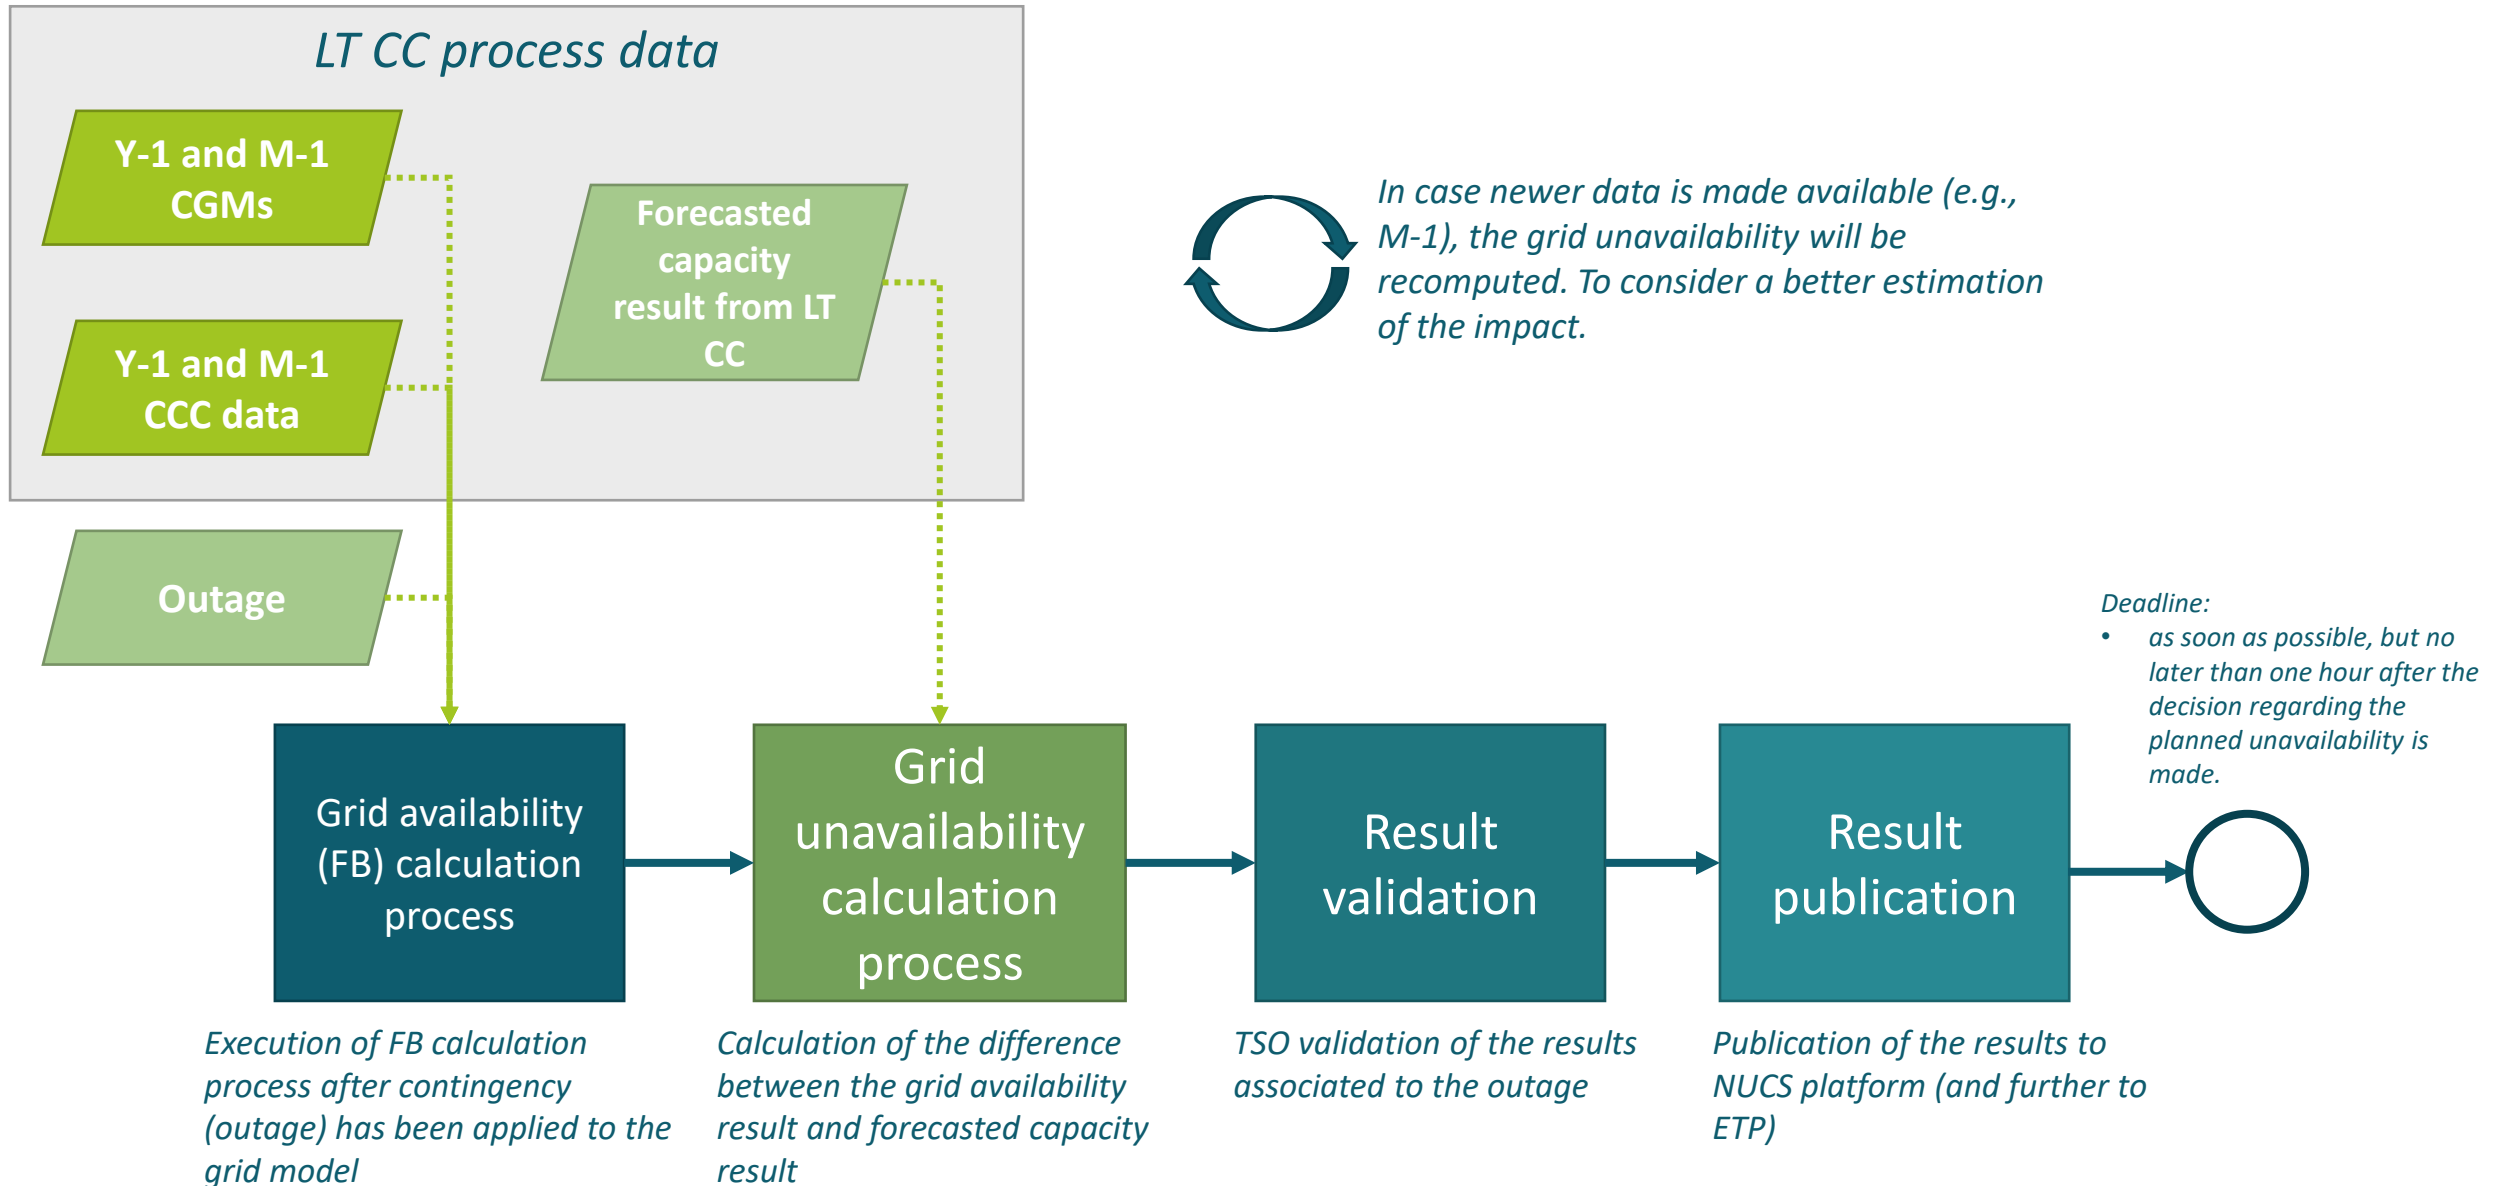 LT CC process data
Y-1 and M-1
CGMs
Forecasted
capacity
result from LT
CC
Y-1 and M-1
CCC data
Outage
In case newer data is made available (e.g.,
M-1), the grid unavailability will be
recomputed. To consider a better estimation
of the impact.
Deadline:
• as soon as possible, but no
later than one hour after the
decision regarding the
planned unavailability is
made.
Grid availability
(FB) calculation
process
Grid
unavailability
calculation
process
Result
validation
Result
publication
Execution of FB calculation
process after contingency
(outage) has been applied to the
grid model
Calculation of the difference
between the grid availability
result and forecasted capacity
result
TSO validation of the results
associated to the outage
Publication of the results to
NUCS platform (and further to
ETP)